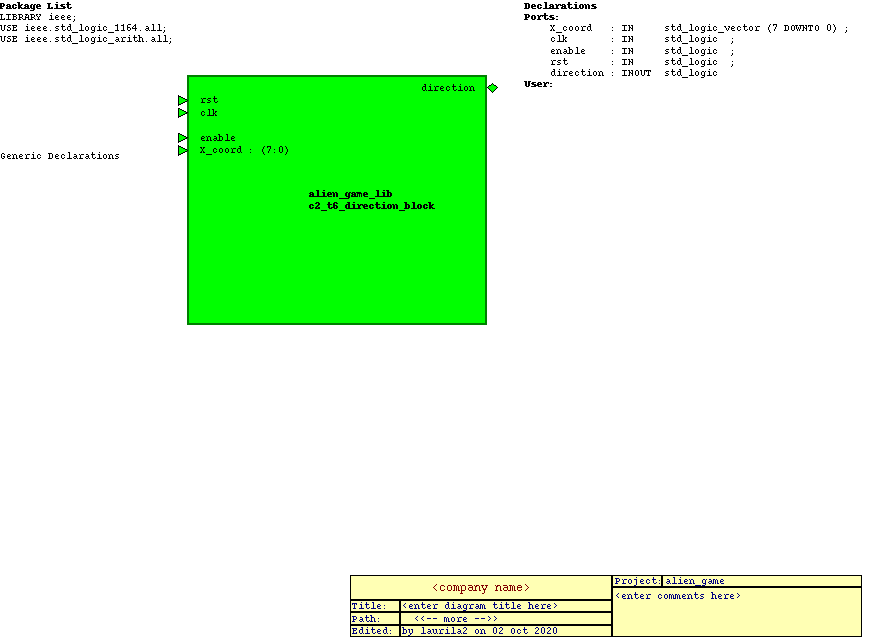 Package List
LIBRARY ieee;
USE ieee.std_logic_1164.all;
USE ieee.std_logic_arith.all;
Declarations
Ports:
X_coord : IN std_logic_vector (7 DOWNTO 0) ;
clk : IN std_logic ;
enable : IN std_logic ;
rst : IN std_logic ;
direction : INOUT std_logic
User:
direction
rst
clk
enable
X_coord : (7:0)
Generic Declarations
alien_game_lib
c2_t6_direction_block
<company name>
Title: <enter diagram title here>
Path: <<-- more -->>
Edited: by laurila2 on 02 Oct 2020
Project: alien_game
<enter comments here>